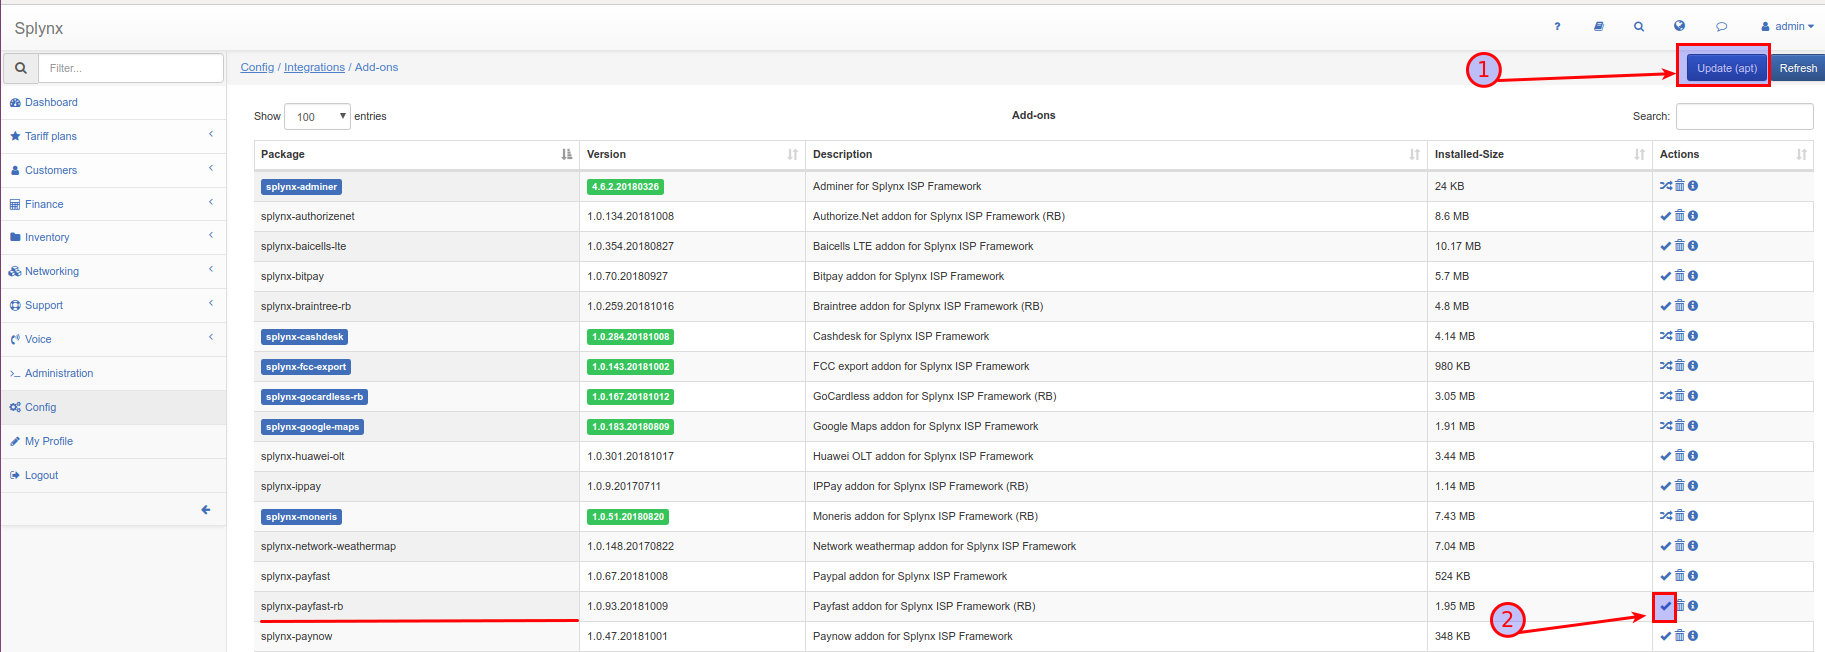 Splynx
? admin
Filter...
Config / Integrations / Add-ons
1
Update (apt) Refresh
Dashboard
Tariff plans
Customers
Finance
Inventory
Networking
Support
Voice
Administration
Config
My Profile
Logout
Show 100 entries
Add-ons
Search:
Package Version Description Installed-Size Actions
splynx-adminer 4.6.2.20180326 Adminer for Splynx ISP Framework 24 KB
splynx-authorizenet 1.0.134.20181008 Authorize.Net addon for Splynx ISP Framework (RB) 8.6 MB
splynx-baicells-lte 1.0.354.20180827 Baicells LTE addon for Splynx ISP Framework 10.17 MB
splynx-bitpay 1.0.70.20180927 Bitpay addon for Splynx ISP Framework 5.7 MB
splynx-braintree-rb 1.0.259.20181016 Braintree addon for Splynx ISP Framework (RB) 4.8 MB
splynx-cashdesk 1.0.284.20181008 Cashdesk for Splynx ISP Framework 4.14 MB
splynx-fcc-export 1.0.143.20181002 FCC export addon for Splynx ISP Framework 980 KB
splynx-gocardless-rb 1.0.167.20181012 GoCardless addon for Splynx ISP Framework (RB) 3.05 MB
splynx-google-maps 1.0.183.20180809 Google Maps addon for Splynx ISP Framework 1.91 MB
splynx-huawei-olt 1.0.301.20181017 Huawei OLT addon for Splynx ISP Framework 3.44 MB
splynx-ippay 1.0.9.20170711 IPPay addon for Splynx ISP Framework (RB) 1.14 MB
splynx-moneris 1.0.51.20180820 Moneris addon for Splynx ISP Framework (RB) 7.43 MB
splynx-network-weathermap 1.0.148.20170822 Network weathermap addon for Splynx ISP Framework 7.04 MB
splynx-payfast 1.0.67.20181008 Paypal addon for Splynx ISP Framework 524 KB
splynx-payfast-rb 1.0.93.20181009 Payfast addon for Splynx ISP Framework (RB) 1.95 MB
2
splynx-paynow 1.0.47.20181001 Paynow addon for Splynx ISP Framework 348 KB